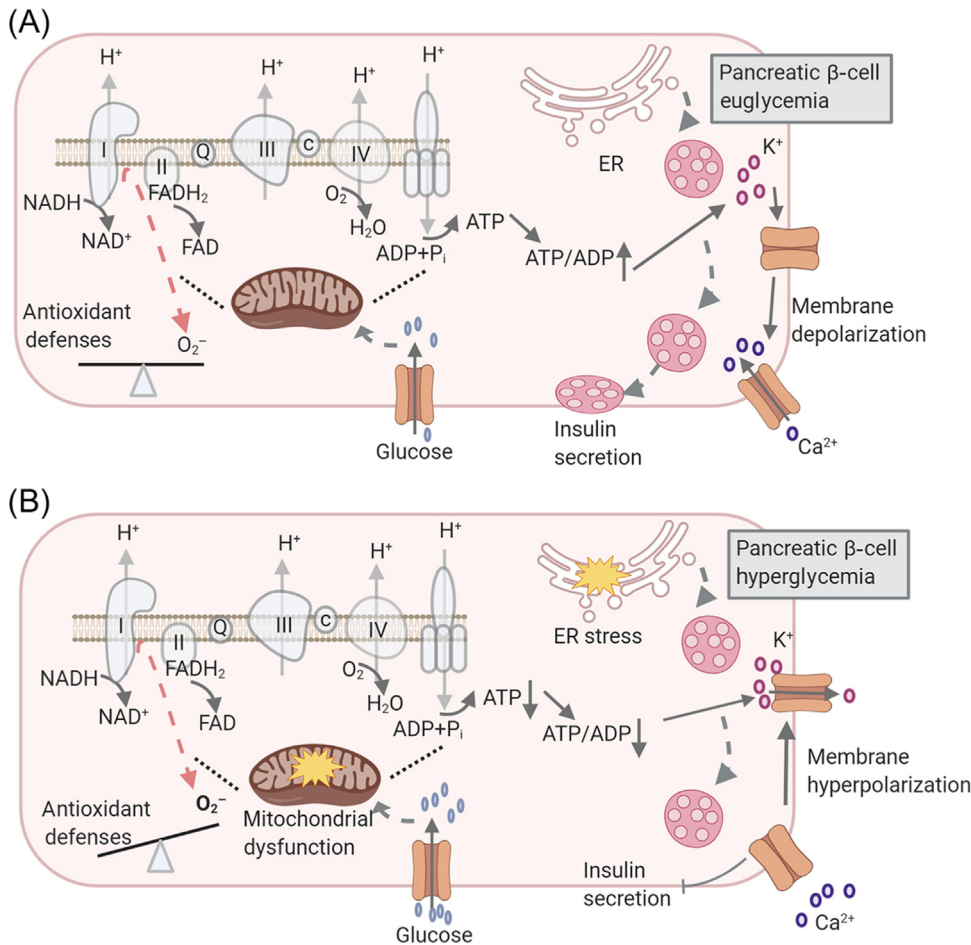 (A)
H⁺
H⁺
H⁺
H⁺
Pancreatic β-cell
euglycemia
I
II
Q
III
c
IV
ER
K⁺
NADH
NAD⁺
FADH₂
FAD
O₂
H₂O
ADP+Pᵢ
ATP
ATP/ADP
Antioxidant
defenses
O₂⁻
Membrane
depolarization
Glucose
Insulin
secretion
Ca²⁺
(B)
H⁺
H⁺
H⁺
H⁺
Pancreatic β-cell
hyperglycemia
I
II
Q
III
c
IV
ER stress
K⁺
NADH
NAD⁺
FADH₂
FAD
O₂
H₂O
ADP+Pᵢ
ATP
ATP/ADP
Membrane
hyperpolarization
Antioxidant
defenses
O₂⁻
Mitochondrial
dysfunction
Insulin
secretion
Glucose
Ca²⁺